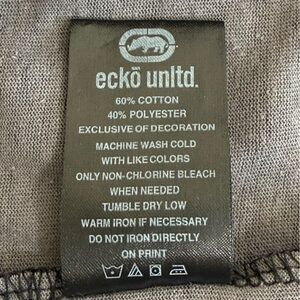 eckō unltd.
60% COTTON
40% POLYESTER
EXCLUSIVE OF DECORATION
MACHINE WASH COLD
WITH LIKE COLORS
ONLY NON-CHLORINE BLEACH
WHEN NEEDED
TUMBLE DRY LOW
WARM IRON IF NECESSARY
DO NOT IRON DIRECTLY
ON PRINT